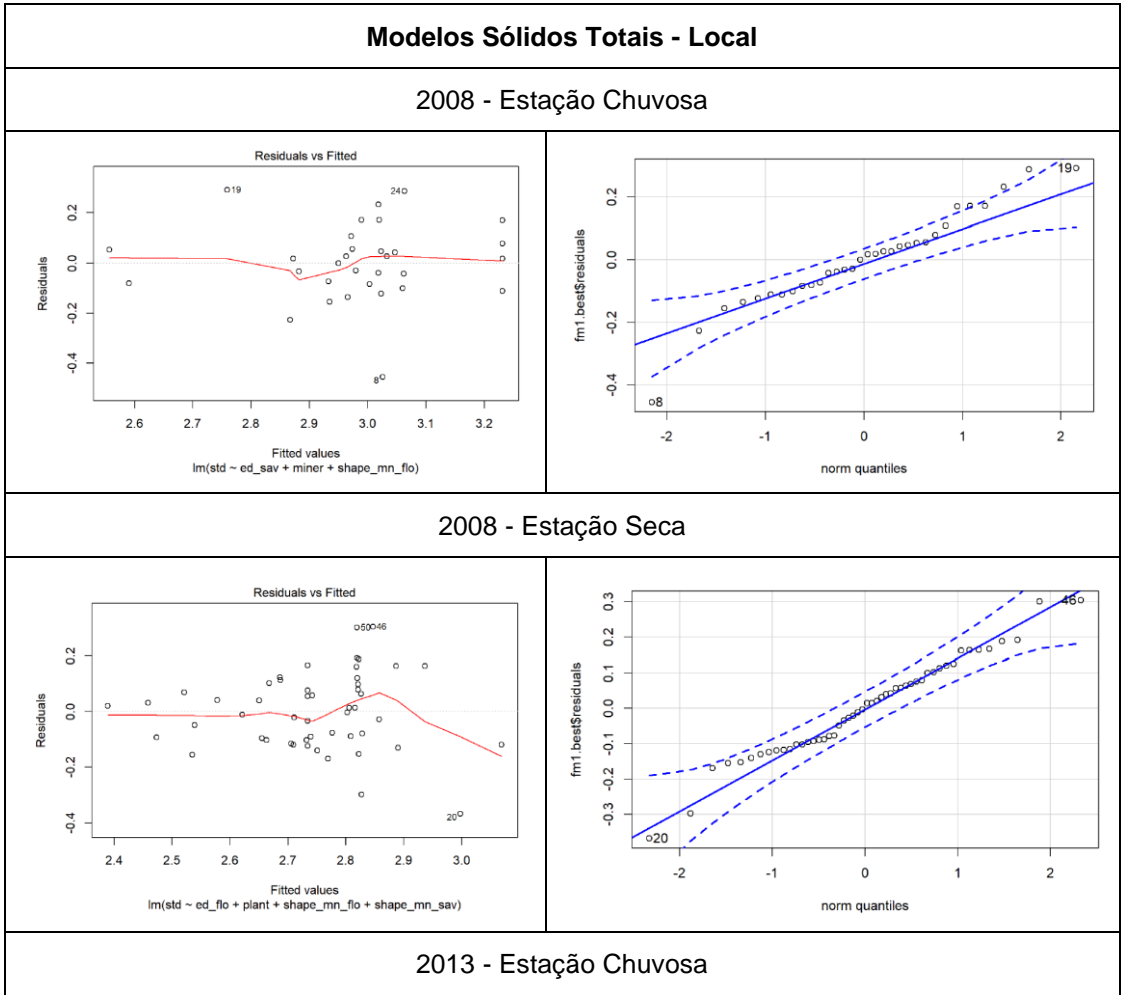 Modelos Sólidos Totais - Local
2008 - Estação Chuvosa
Residuals vs Fitted
19
24
8
Residuals
0.2
0.0
-0.2
-0.4
2.6 2.7 2.8 2.9 3.0 3.1 3.2
Fitted values
lm(std ~ ed_sav + miner + shape_mn_flo)
fm1.best$residuals
0.2
0.0
-0.2
-0.4
19
8
-2 -1 0 1 2
norm quantiles
2008 - Estação Seca
Residuals vs Fitted
50
46
20
Residuals
0.2
0.0
-0.2
-0.4
2.4 2.5 2.6 2.7 2.8 2.9 3.0
Fitted values
lm(std ~ ed_flo + plant + shape_mn_flo + shape_mn_sav)
fm1.best$residuals
0.3
0.2
0.1
0.0
-0.1
-0.3
46
20
-2 -1 0 1 2
norm quantiles
2013 - Estação Chuvosa